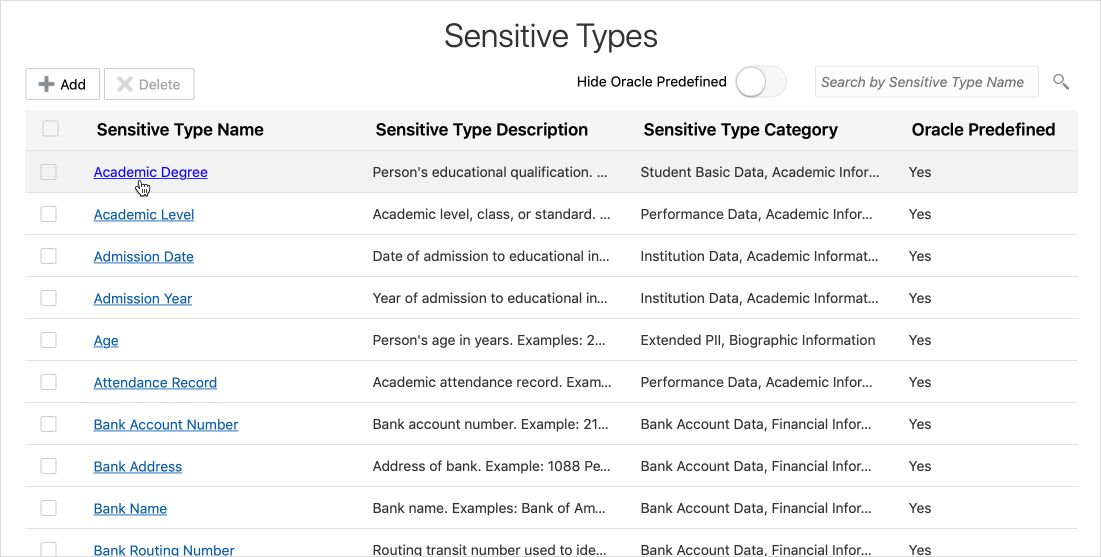 Sensitive Types
Add Delete Hide Oracle Predefined Search by Sensitive Type Name
Sensitive Type Name Sensitive Type Description Sensitive Type Category Oracle Predefined
Academic Degree Person's educational qualification. ... Student Basic Data, Academic Infor... Yes
Academic Level Academic level, class, or standard. ... Performance Data, Academic Infor... Yes
Admission Date Date of admission to educational in... Institution Data, Academic Informat... Yes
Admission Year Year of admission to educational in... Institution Data, Academic Informat... Yes
Age Person's age in years. Examples: 2... Extended PII, Biographic Information Yes
Attendance Record Academic attendance record. Exam... Performance Data, Academic Infor... Yes
Bank Account Number Bank account number. Example: 21... Bank Account Data, Financial Infor... Yes
Bank Address Address of bank. Example: 1088 Pe... Bank Account Data, Financial Infor... Yes
Bank Name Bank name. Examples: Bank of Am... Bank Account Data, Financial Infor... Yes
Bank Routing Number Routing transit number used to ide... Bank Account Data, Financial Infor... Yes